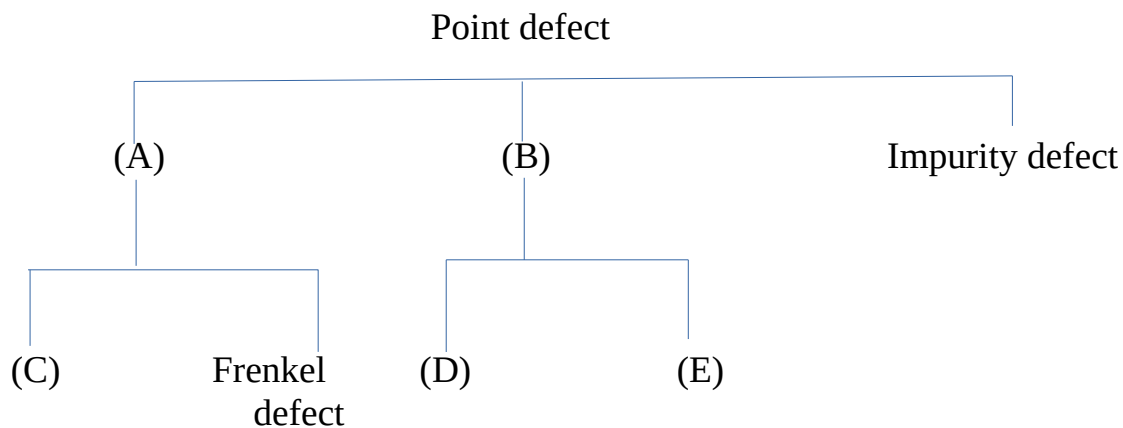 Point defect
(A)
(B)
Impurity defect
(C)
Frenkel
defect
(D)
(E)